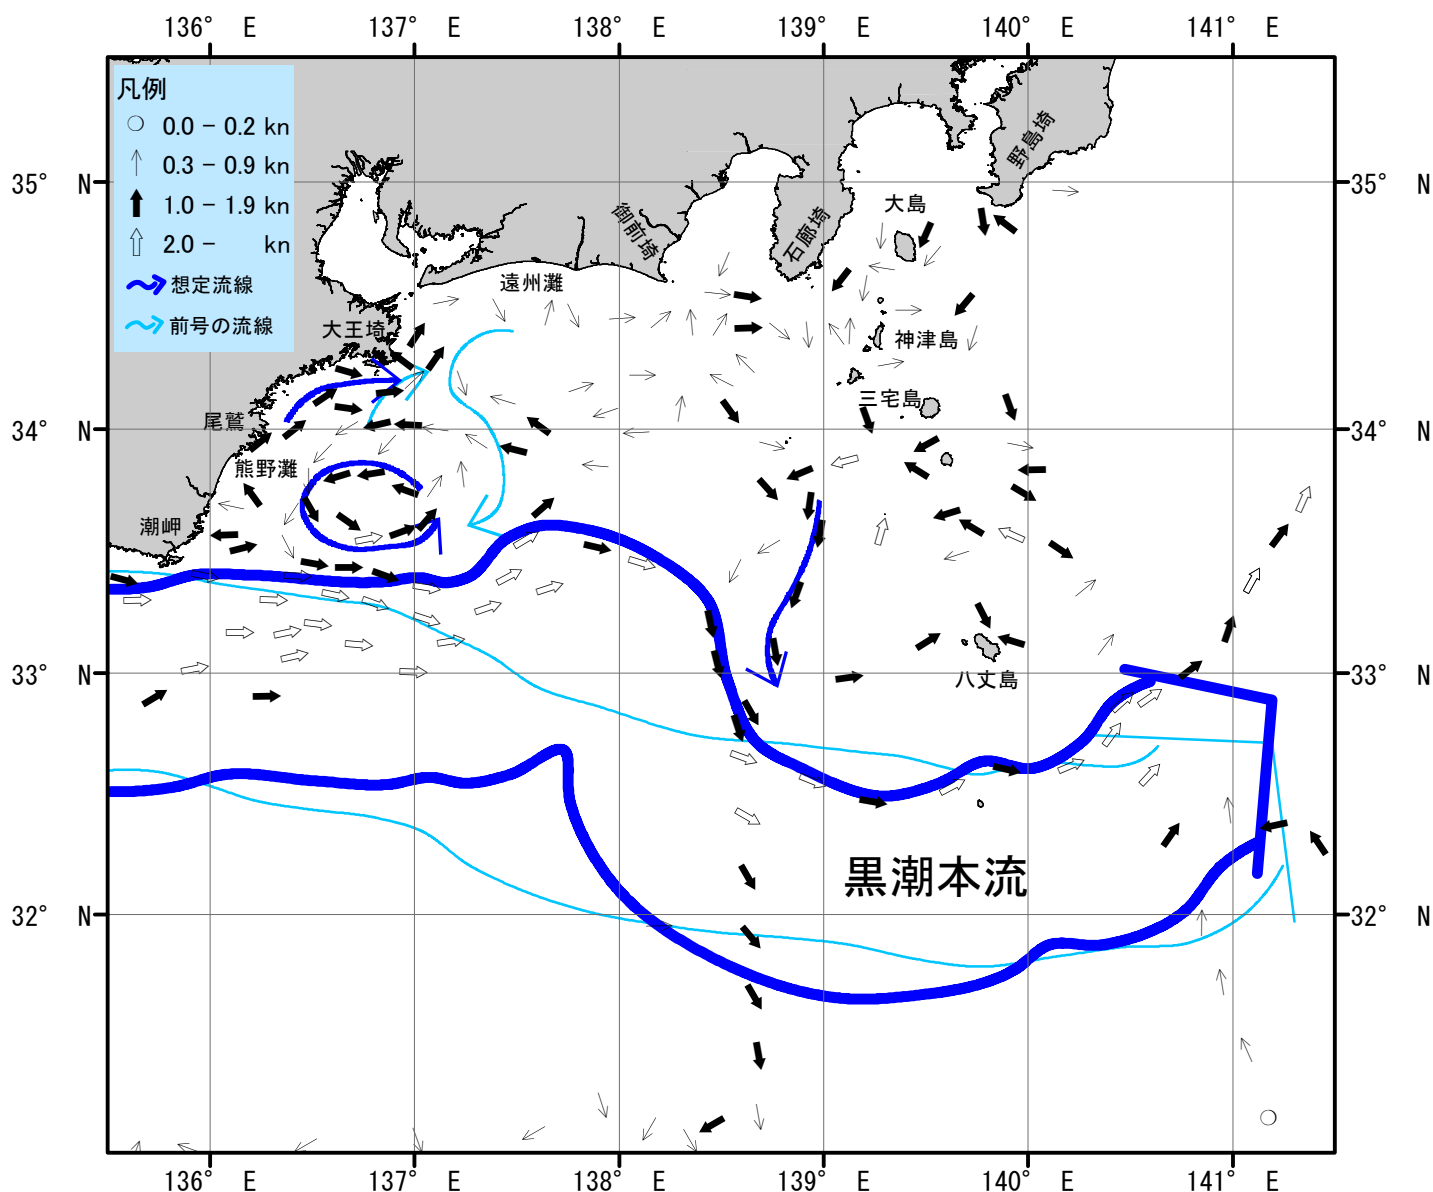 136° E 137° E 138° E 139° E 140° E 141° E
凡例
0.0 - 0.2 kn
0.3 - 0.9 kn
1.0 - 1.9 kn
2.0 - kn
想定流線
前号の流線
野島埼
35° N 35° N
大島
御前埼
石廊埼
遠州灘
大王埼
神津島
三宅島
尾鷲
34° N 34° N
熊野灘
潮岬
33° N 33° N
八丈島
黒潮本流
32° N 32° N
136° E 137° E 138° E 139° E 140° E 141° E